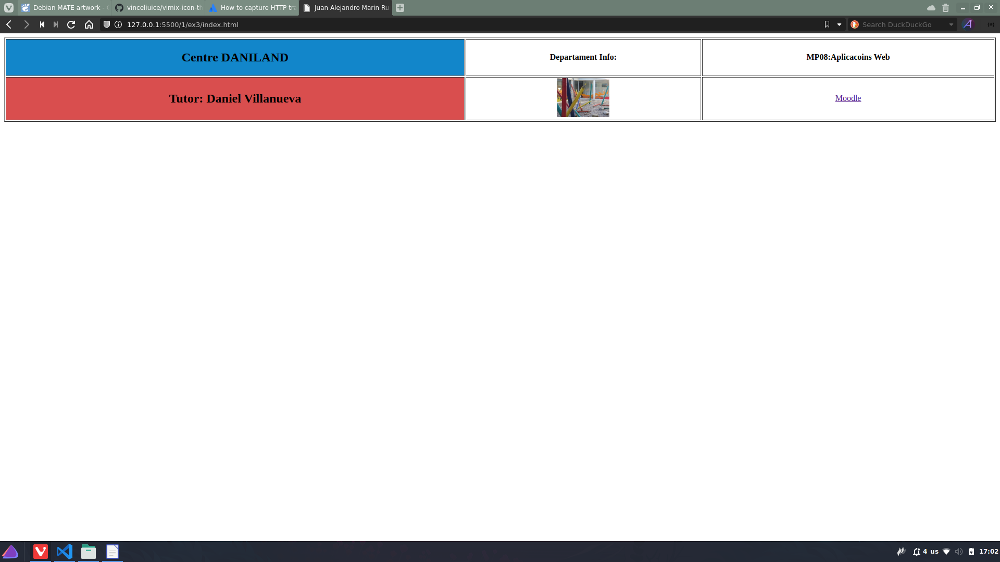 Debian MATE artwork -
vinceliuice/vimix-icon-th
How to capture HTTP tra
Juan Alejandro Marin Ru
127.0.0.1:5500/1/ex3/index.html
Search DuckDuckGo
Centre DANILAND
Departament Info:
MP08:Aplicacoins Web
Tutor: Daniel Villanueva
Moodle
4 us
17:02